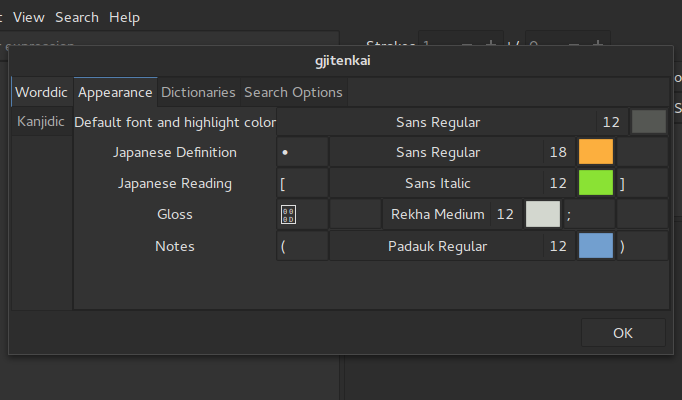 View Search Help
expression
Strokes 1 − + +/- 0 − +
gjitenkai
Worddic Appearance Dictionaries Search Options
Kanjidic
Default font and highlight color Sans Regular 12
Japanese Definition • Sans Regular 18
Japanese Reading [ Sans Italic 12 ]
Gloss 000D Rekha Medium 12 ;
Notes ( Padauk Regular 12 )
OK